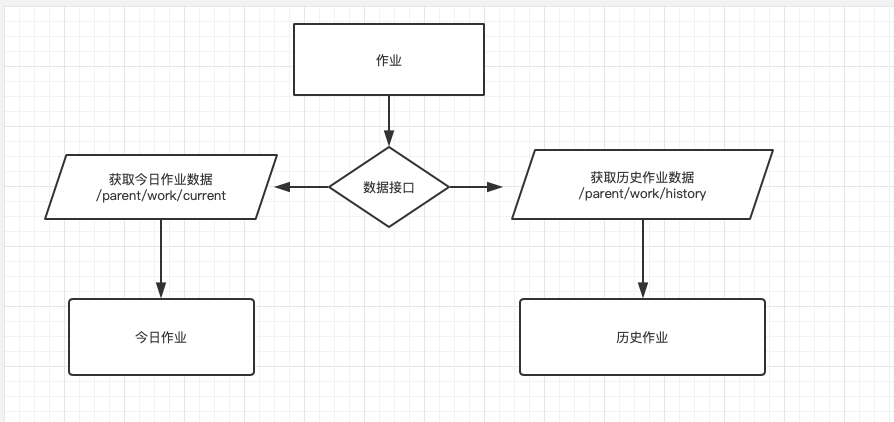 作业
获取今日作业数据
/parent/work/current
数据接口
获取历史作业数据
/parent/work/history
今日作业
历史作业